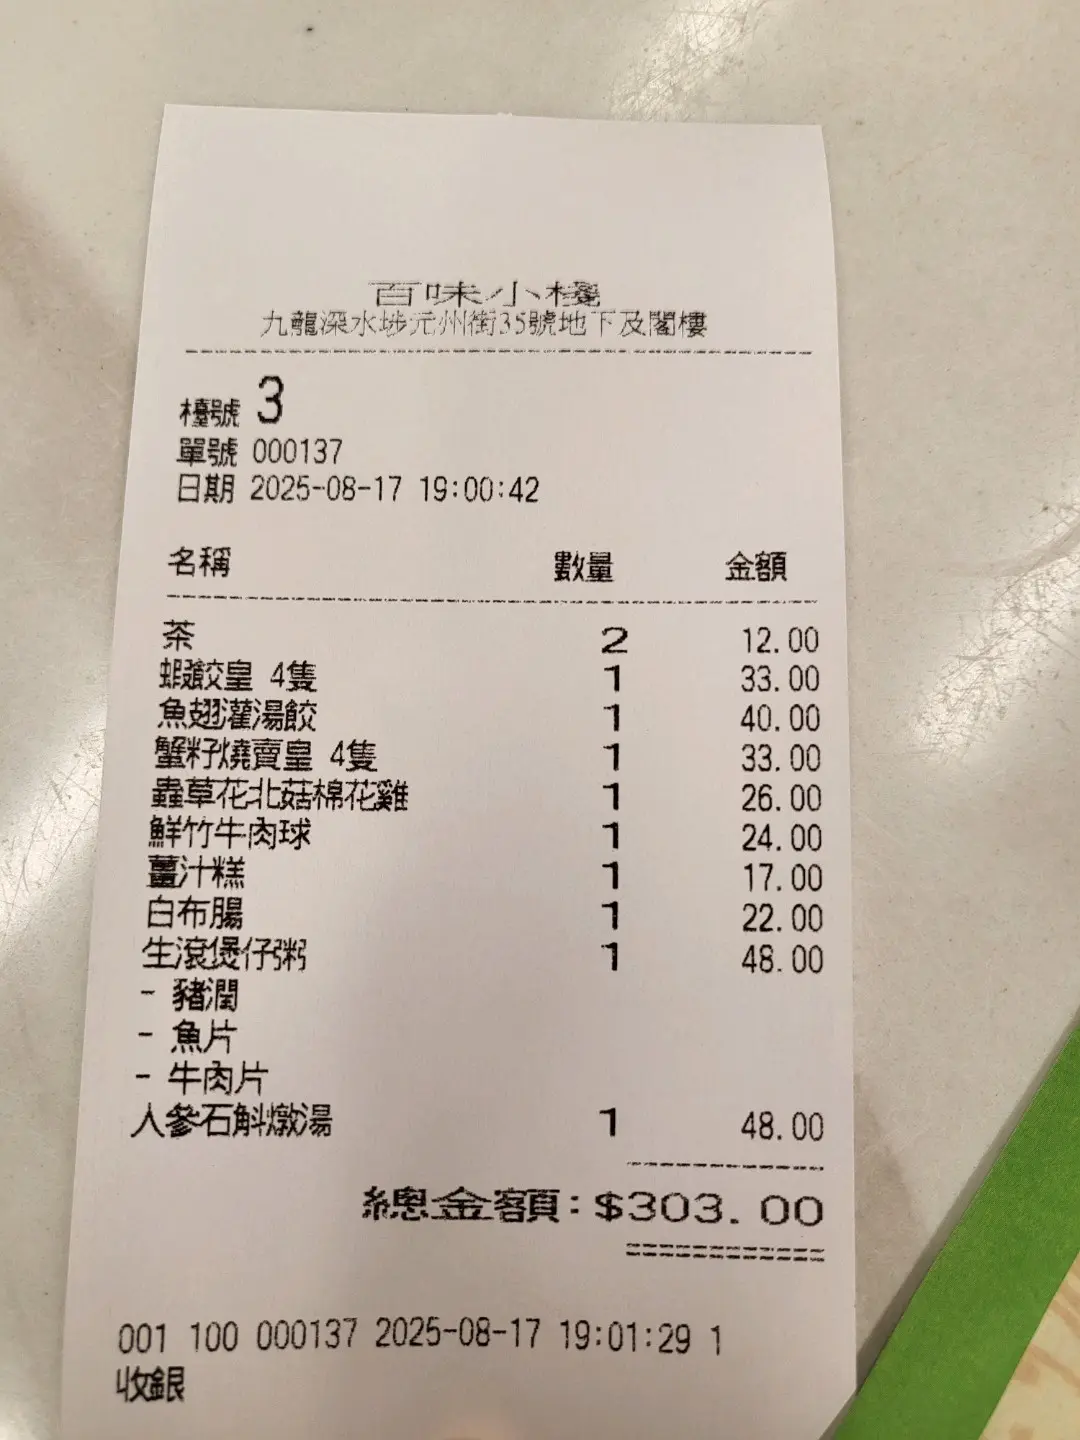 百味小棧
九龍深水埗元州街35號地下及閣樓
檯號 3
單號 000137
日期 2025-08-17 19:00:42
名稱 數量 金額
茶 2 12.00
蝦餃皇 4隻 1 33.00
魚翅灌湯餃 1 40.00
蟹籽燒賣皇 4隻 1 33.00
蟲草花北菇棉花雞 1 26.00
鮮竹牛肉球 1 24.00
薑汁糕 1 17.00
白布腸 1 22.00
生滾煲仔粥 1 48.00
- 豬潤
- 魚片
- 牛肉片
人參石斛燉湯 1 48.00
總金額:$303.00
001 100 000137 2025-08-17 19:01:29 1
收銀